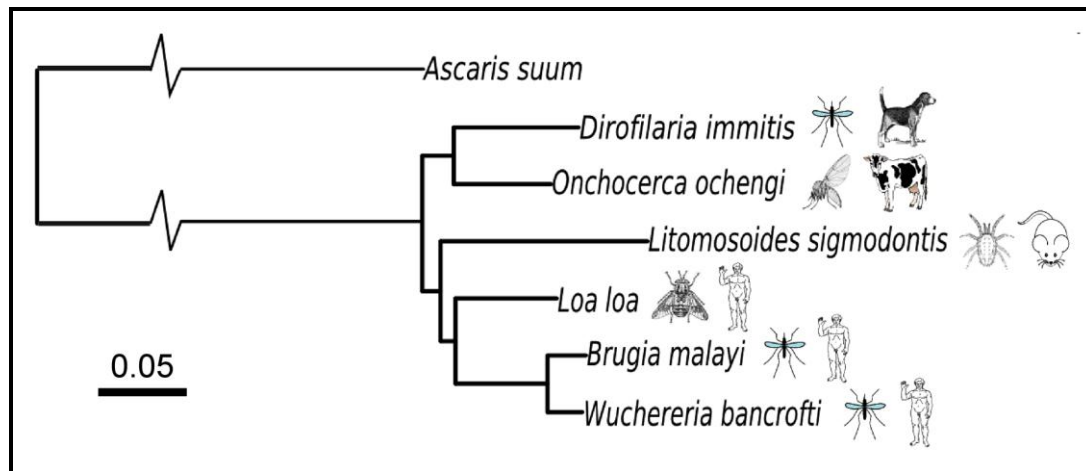 Ascaris suum
Dirofilaria immitis
Onchocerca ochengi
Litomosoides sigmodontis
Loa loa
Brugia malayi
Wuchereria bancrofti
0.05